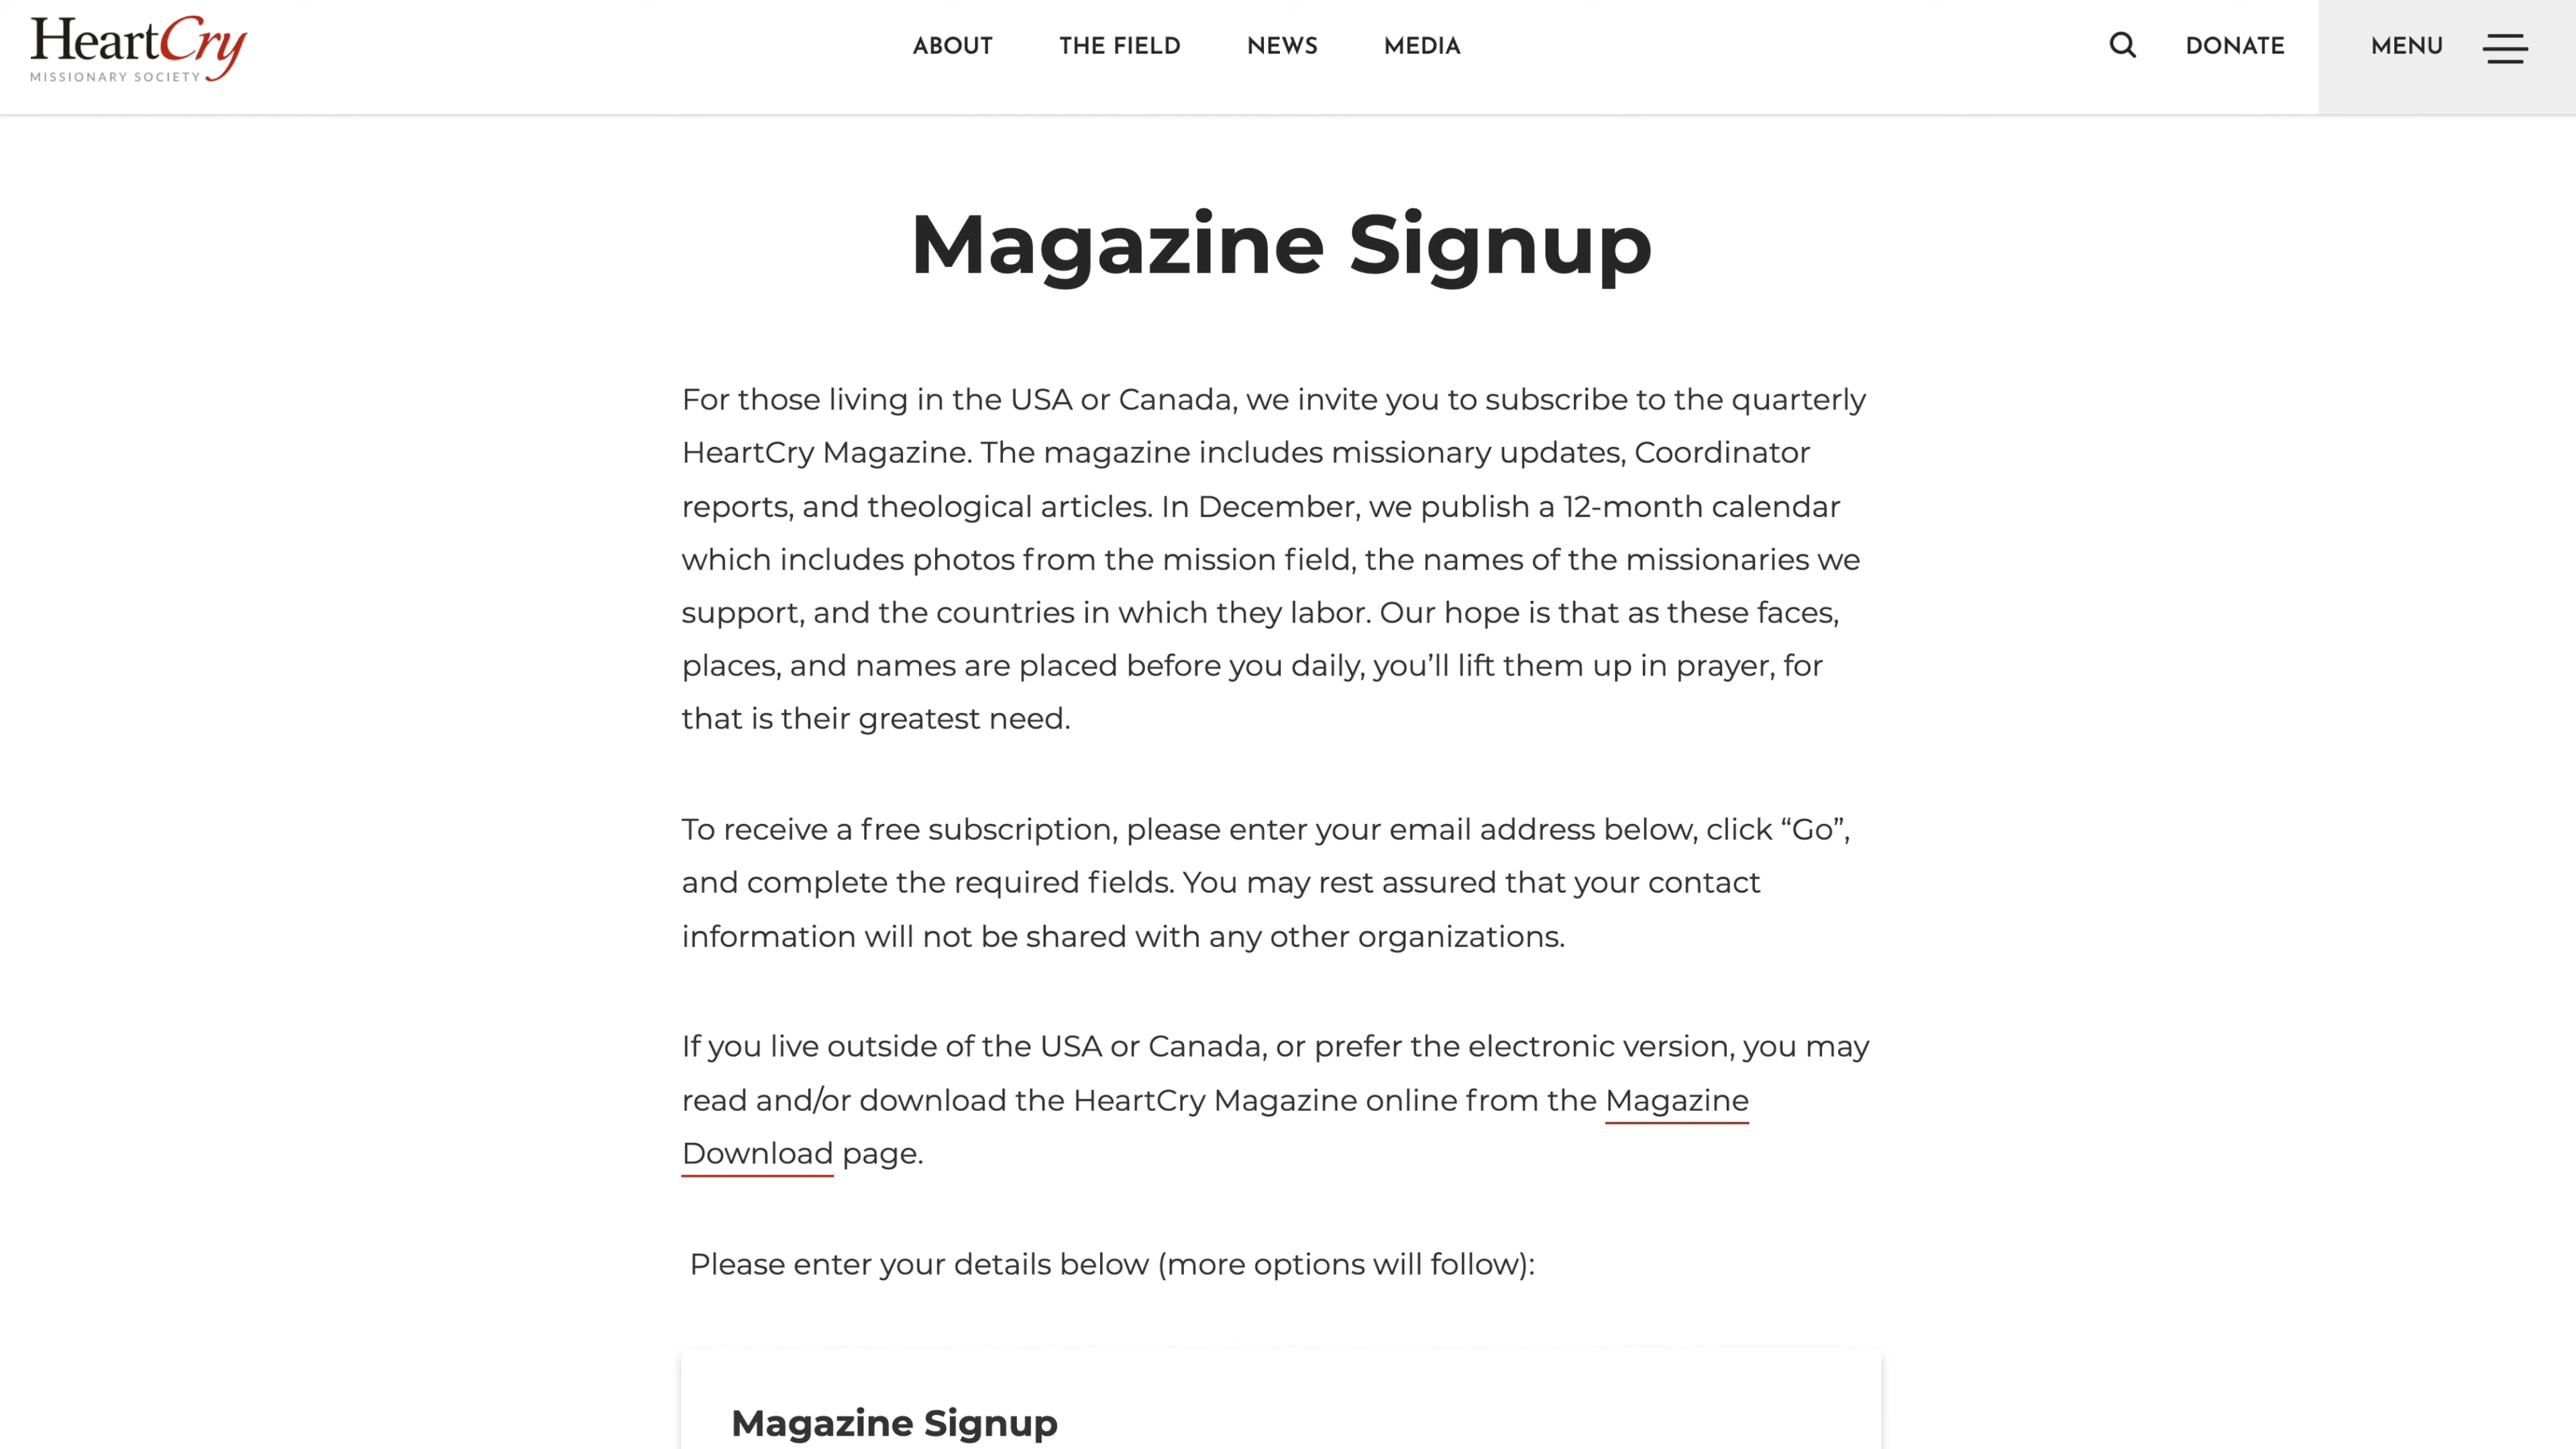 HeartCry
MISSIONARY SOCIETY
ABOUT THE FIELD NEWS MEDIA
DONATE MENU
Magazine Signup
For those living in the USA or Canada, we invite you to subscribe to the quarterly
HeartCry Magazine. The magazine includes missionary updates, Coordinator
reports, and theological articles. In December, we publish a 12-month calendar
which includes photos from the mission field, the names of the missionaries we
support, and the countries in which they labor. Our hope is that as these faces,
places, and names are placed before you daily, you’ll lift them up in prayer, for
that is their greatest need.
To receive a free subscription, please enter your email address below, click “Go”,
and complete the required fields. You may rest assured that your contact
information will not be shared with any other organizations.
If you live outside of the USA or Canada, or prefer the electronic version, you may
read and/or download the HeartCry Magazine online from the Magazine
Download page.
Please enter your details below (more options will follow):
Magazine Signup